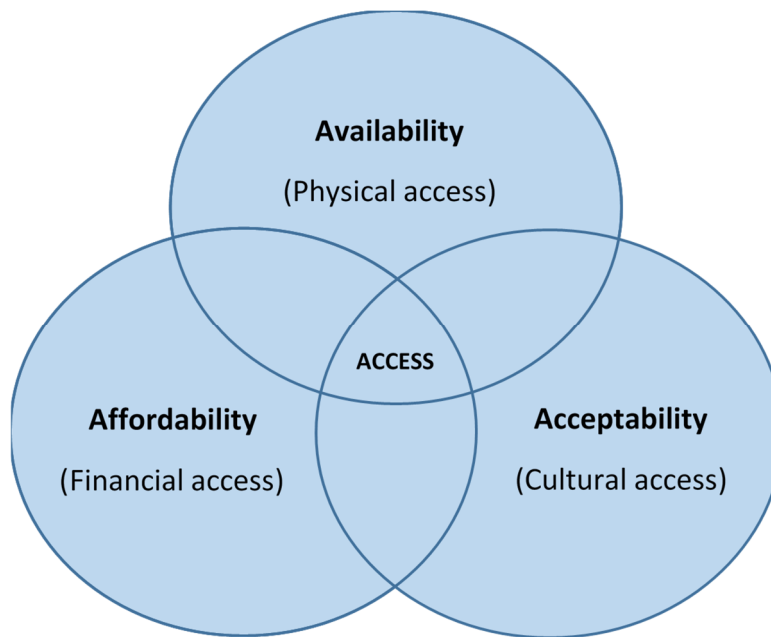 Availability
(Physical access)
ACCESS
Affordability
(Financial access)
Acceptability
(Cultural access)